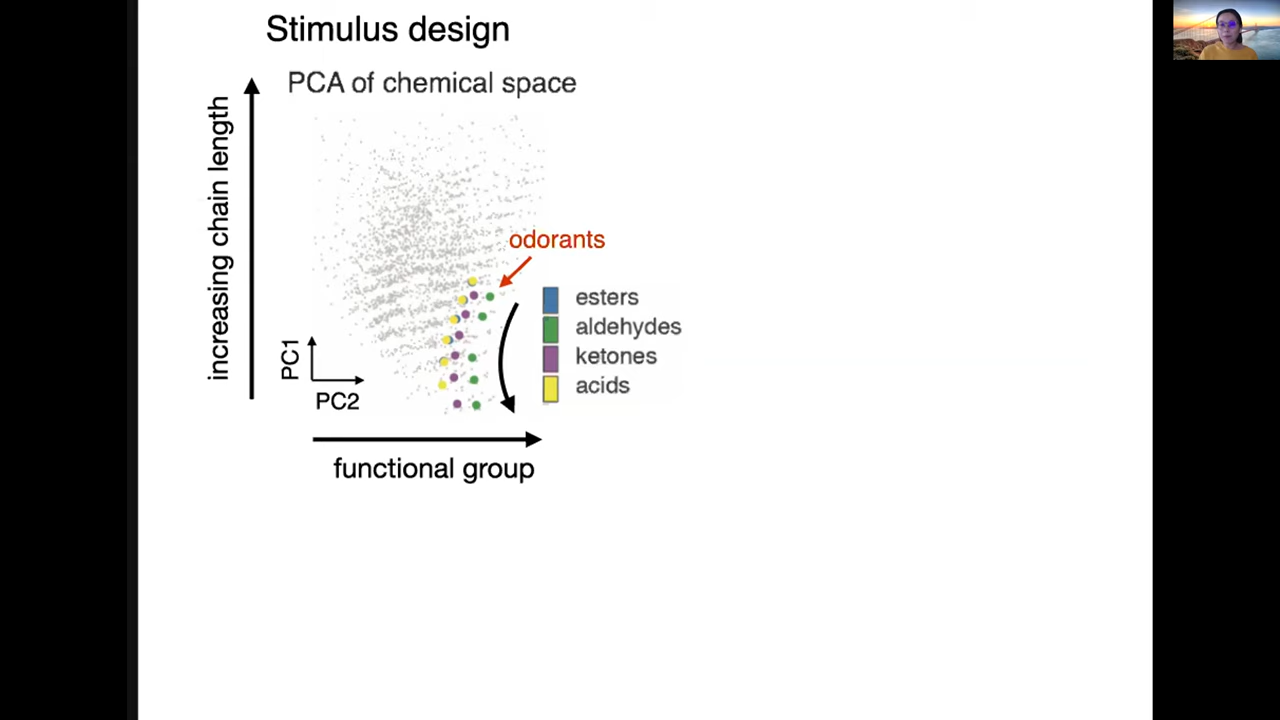 Stimulus design
PCA of chemical space
increasing chain length
odorants
esters
aldehydes
ketones
acids
PC1
PC2
functional group